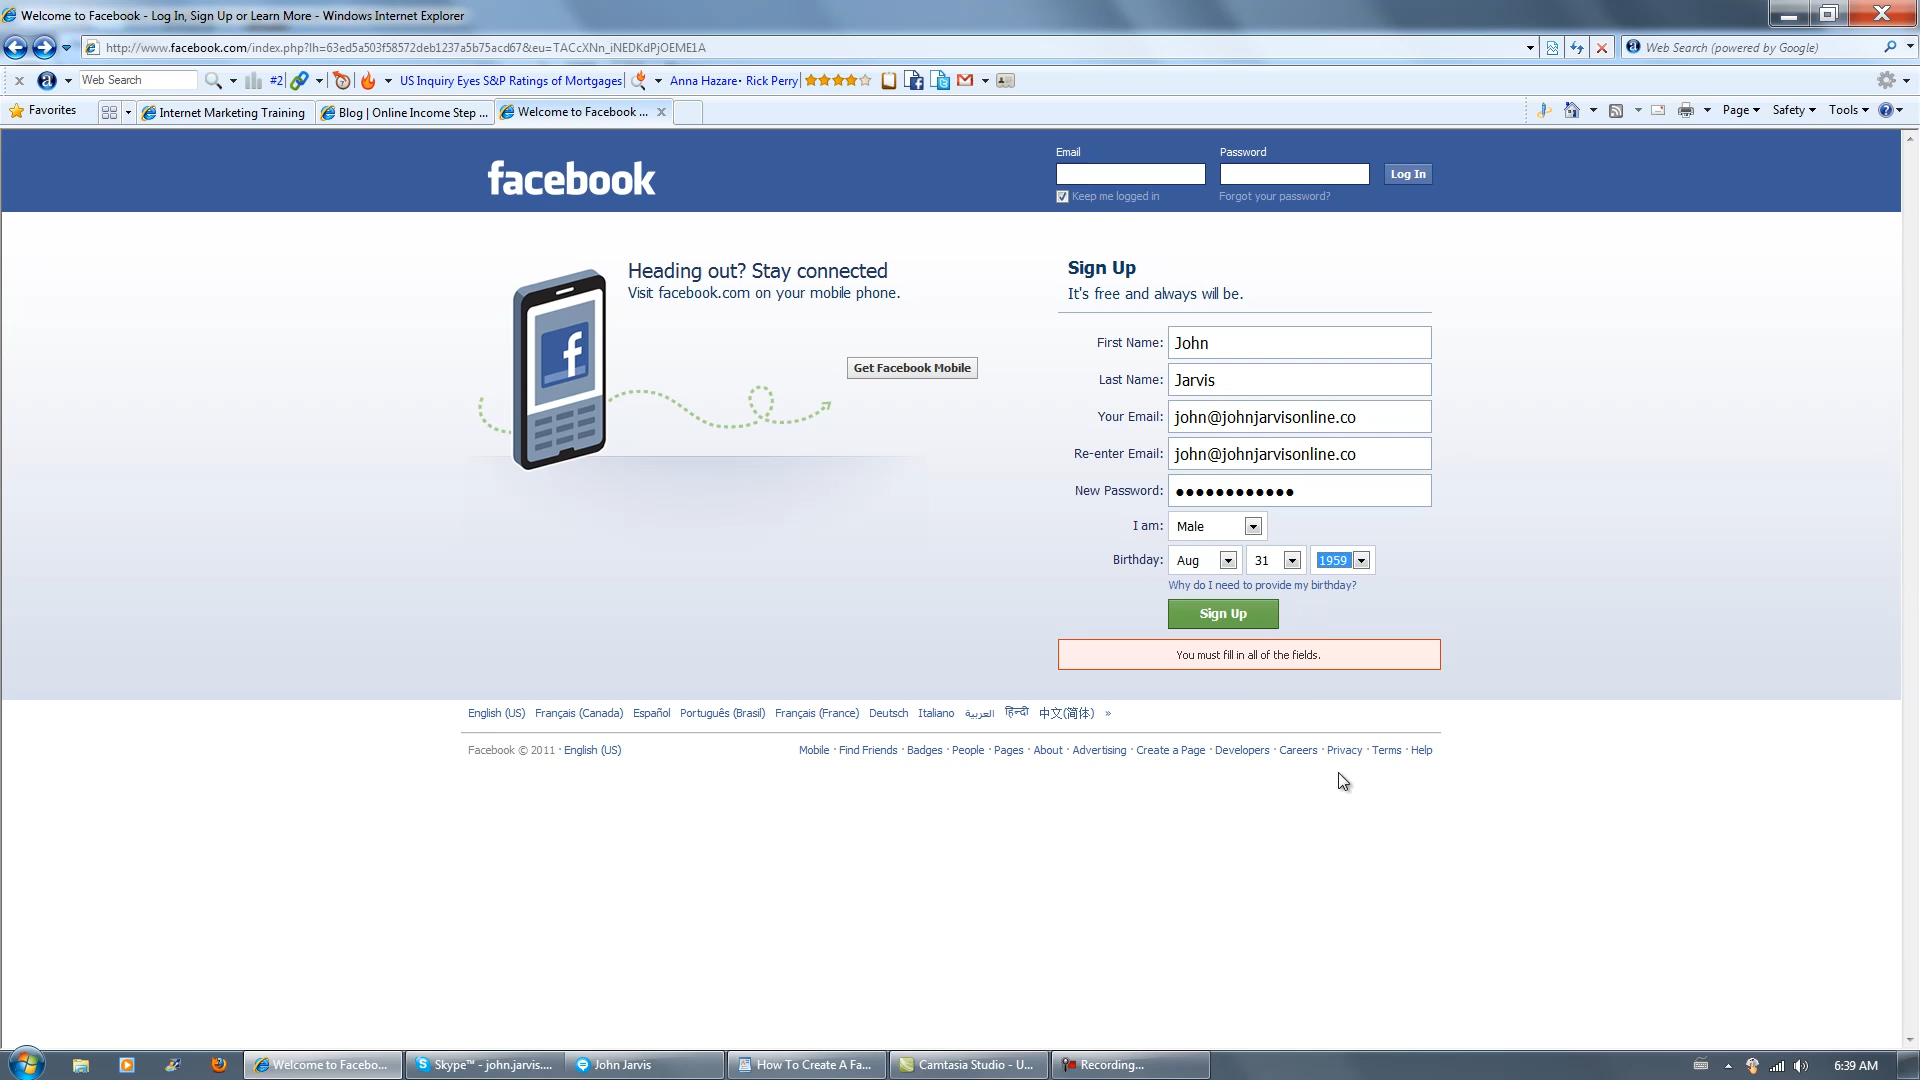 Welcome to Facebook - Log In, Sign Up or Learn More - Windows Internet Explorer
http://www.facebook.com/index.php?lh=63ed5a503f58572deb1237a5b75acd67&eu=TACcXNn_iNEDKdPjOEME1A
Web Search (powered by Google)
Web Search
#2
US Inquiry Eyes S&P Ratings of Mortgages
Anna Hazare· Rick Perry
Favorites
Internet Marketing Training
Blog | Online Income Step ...
Welcome to Facebook ...
Page
Safety
Tools
facebook
Email
Password
Log In
Keep me logged in
Forgot your password?
Heading out? Stay connected
Visit facebook.com on your mobile phone.
Get Facebook Mobile
Sign Up
It's free and always will be.
First Name: John
Last Name: Jarvis
Your Email: john@johnjarvisonline.co
Re-enter Email: john@johnjarvisonline.co
New Password: ●●●●●●●●●●●●
I am: Male
Birthday: Aug 31 1959
Why do I need to provide my birthday?
Sign Up
You must fill in all of the fields.
English (US) Français (Canada) Español Português (Brasil) Français (France) Deutsch Italiano العربية हिन्दी 中文(简体) »
Facebook © 2011 · English (US)
Mobile · Find Friends · Badges · People · Pages · About · Advertising · Create a Page · Developers · Careers · Privacy · Terms · Help
Welcome to Facebo...
Skype™ - john.jarvis....
John Jarvis
How To Create A Fa...
Camtasia Studio - U...
Recording...
6:39 AM